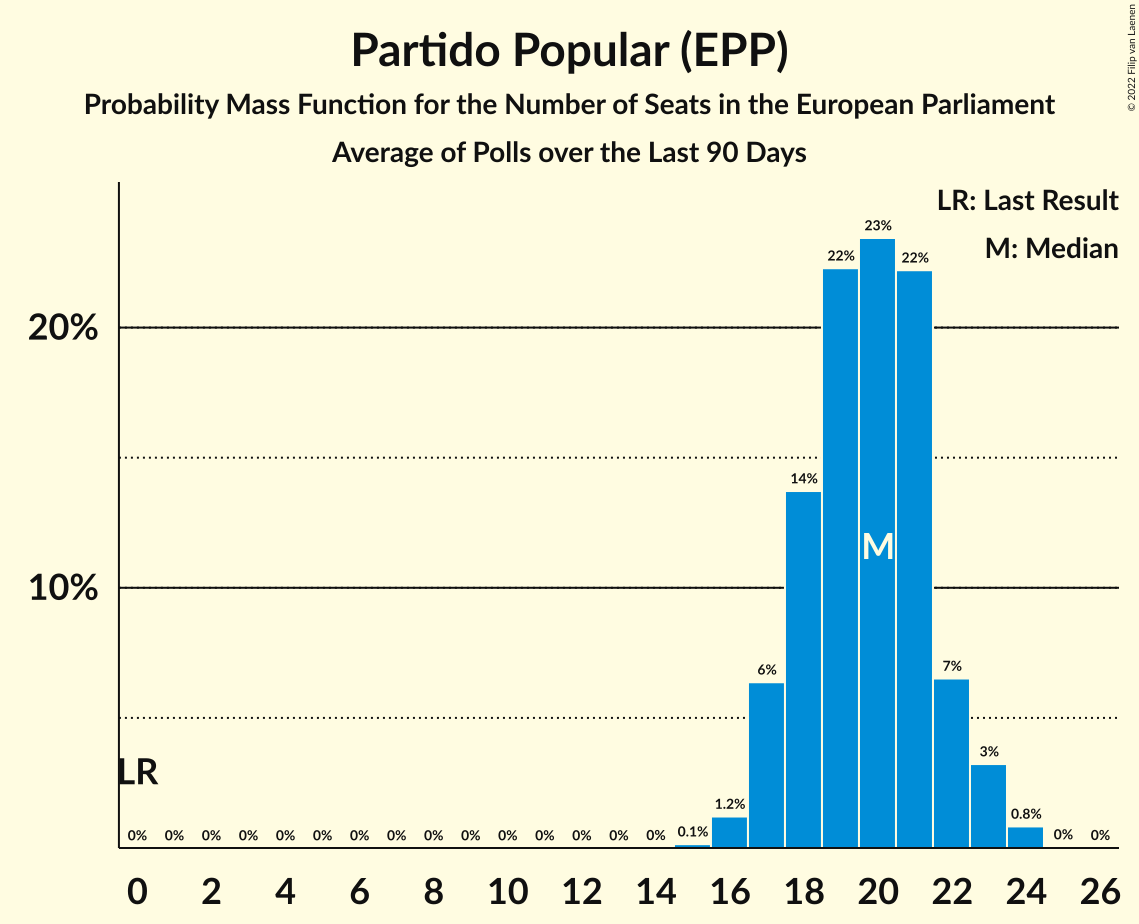 Partido Popular (EPP)
Probability Mass Function for the Number of Seats in the European Parliament
Average of Polls over the Last 90 Days
© 2022 Filip van Laenen
LR: Last Result
M: Median
23%
22%
22%
20%
14%
M
10%
6%
7%
3%
LR
1.2%
0.8%
0% 0% 0% 0% 0% 0% 0% 0% 0% 0% 0% 0% 0% 0% 0% 0.1% 0% 0%
0 2 4 6 8 10 12 14 16 18 20 22 24 26